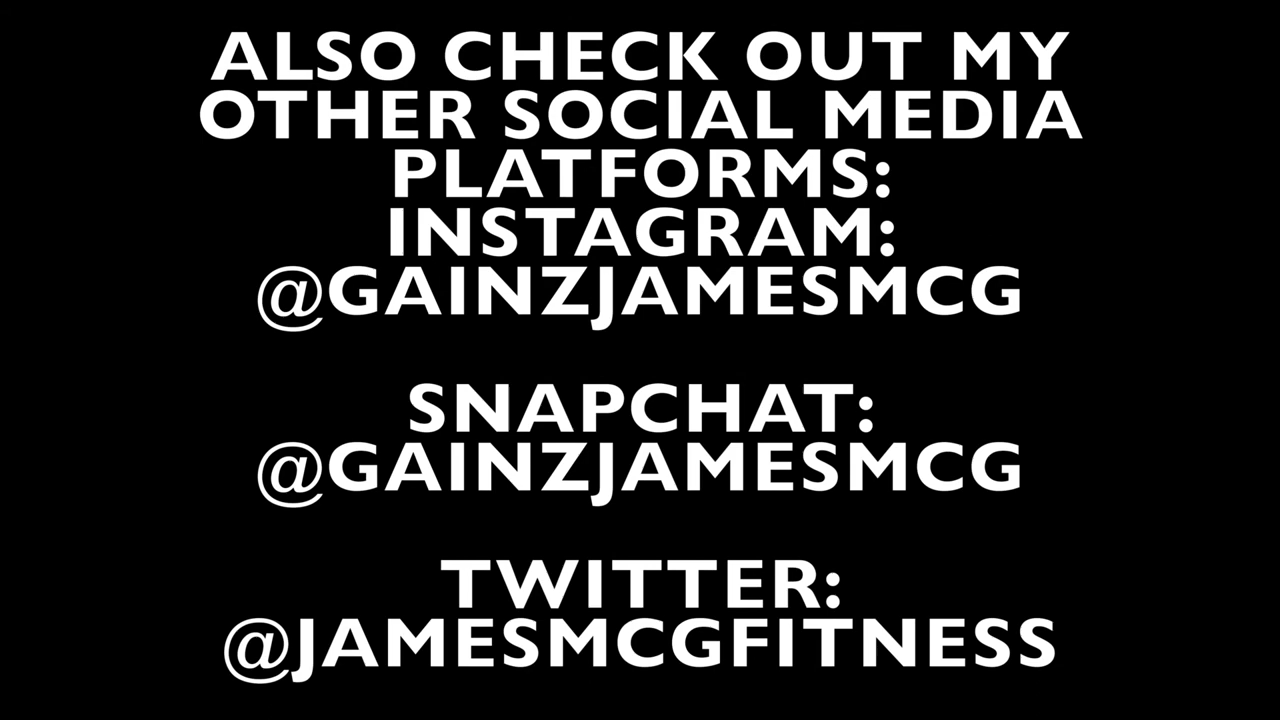 ALSO CHECK OUT MY
OTHER SOCIAL MEDIA
PLATFORMS:
INSTAGRAM:
@GAINZJAMESMCG
SNAPCHAT:
@GAINZJAMESMCG
TWITTER:
@JAMESMCGFITNESS